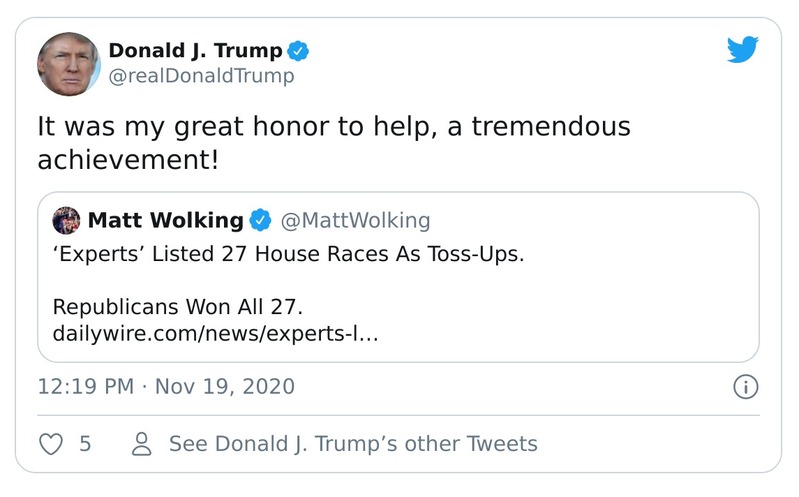 Donald J. Trump
@realDonaldTrump
It was my great honor to help, a tremendous
achievement!
Matt Wolking @MattWolking
‘Experts’ Listed 27 House Races As Toss-Ups.
Republicans Won All 27.
dailywire.com/news/experts-l…
12:19 PM · Nov 19, 2020
5 See Donald J. Trump’s other Tweets